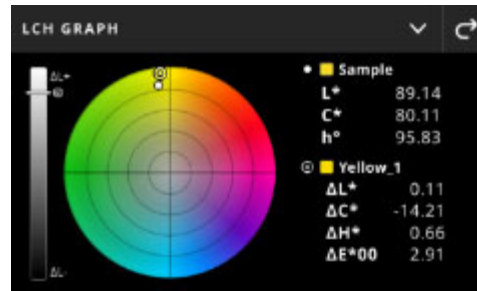 LCH GRAPH
ΔL+
Sample
L* 89.14
C* 80.11
h° 95.83
Yellow_1
ΔL* 0.11
ΔC* -14.21
ΔH* 0.66
ΔE*00 2.91
ΔL-